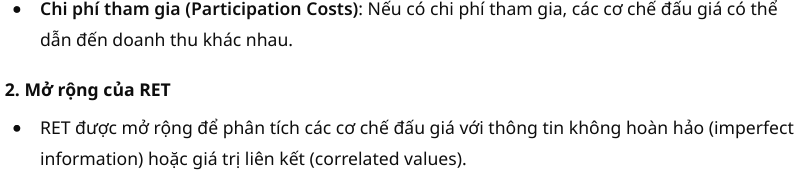 • Chi phí tham gia (Participation Costs): Nếu có chi phí tham gia, các cơ chế đấu giá có thể
dẫn đến doanh thu khác nhau.
2. Mở rộng của RET
• RET được mở rộng để phân tích các cơ chế đấu giá với thông tin không hoàn hảo (imperfect
information) hoặc giá trị liên kết (correlated values).